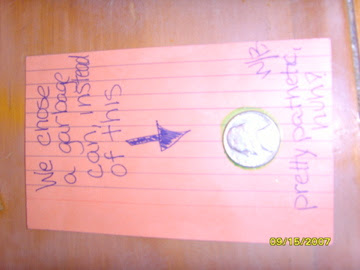 We chose
a garbage
can, instead
of this
pretty pathetic,
huh?
09/15/2007